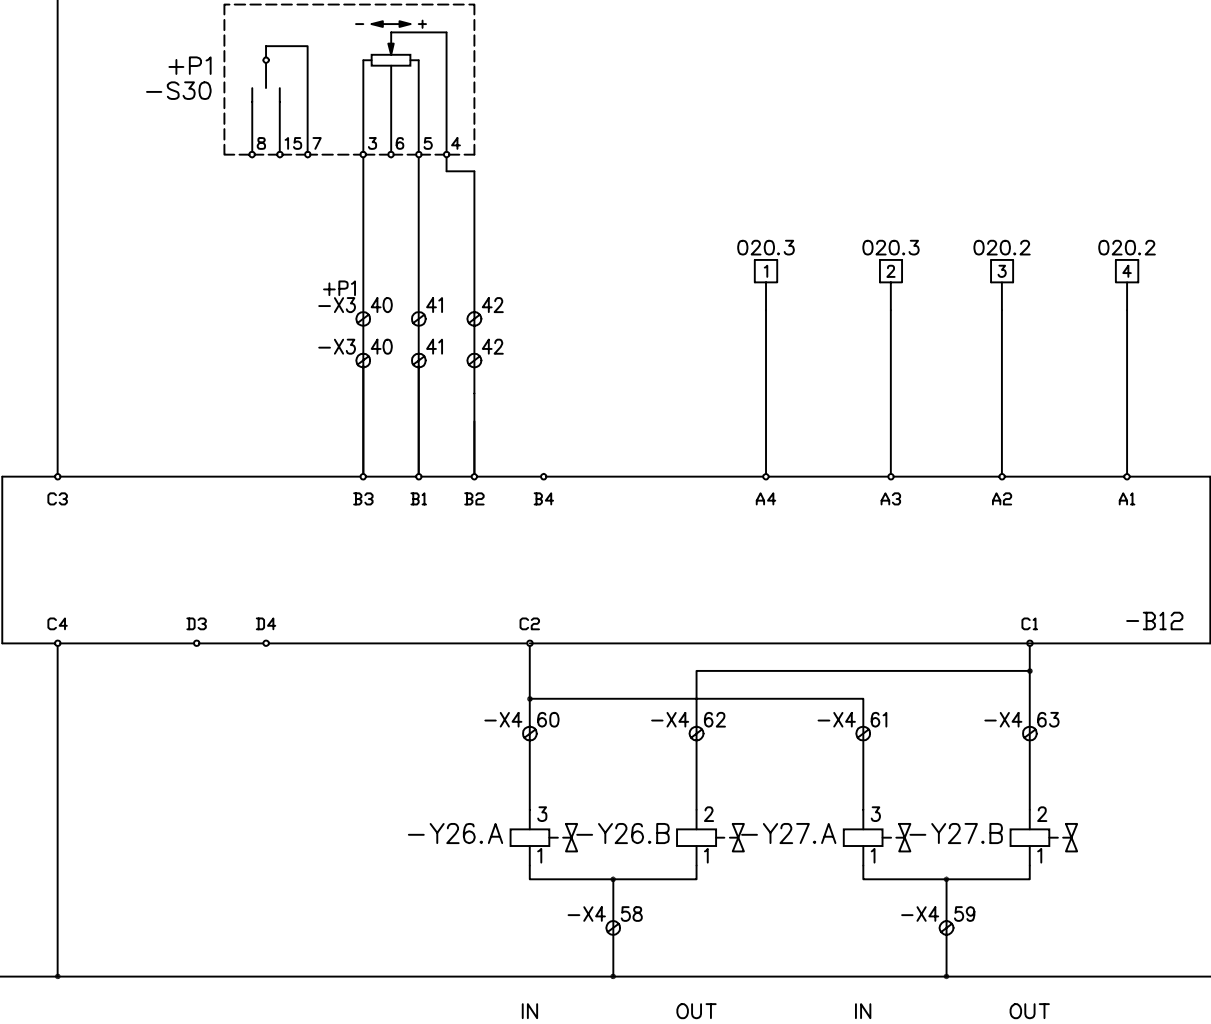 - +
+P1
-S30
8 15 7 3 6 5 4
020.3 020.3 020.2 020.2
1 2 3 4
+P1
-X3 40 41 42
-X3 40 41 42
C3 B3 B1 B2 B4 A4 A3 A2 A1
C4 D3 D4 C2 C1 -B12
-X4 60 -X4 62 -X4 61 -X4 63
3 2 3 2
-Y26.A -Y26.B -Y27.A -Y27.B
1 1 1 1
-X4 58 -X4 59
IN OUT IN OUT